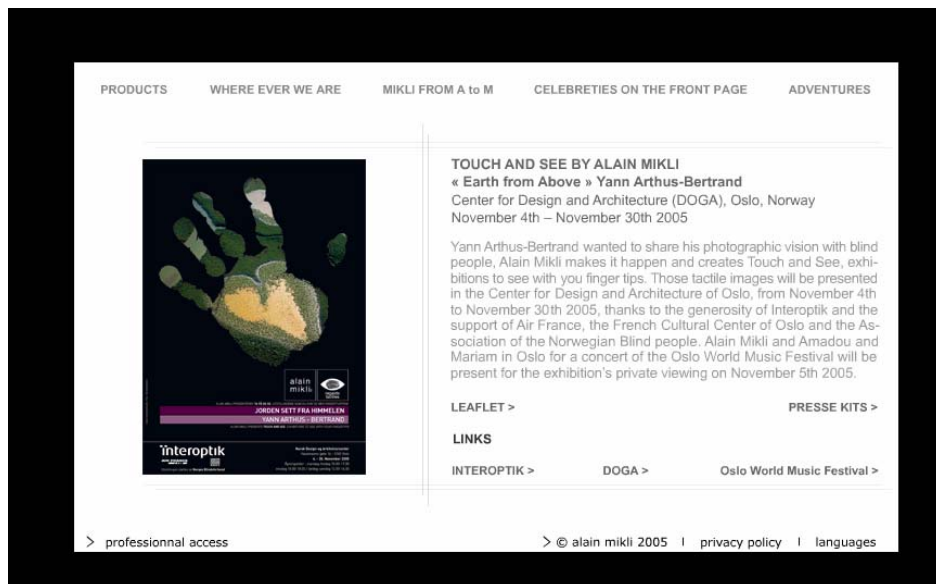 PRODUCTS WHERE EVER WE ARE MIKLI FROM A to M CELEBRETIES ON THE FRONT PAGE ADVENTURES
alain
mikli
JORDEN SETT FRA HIMMELEN
YANN ARTHUS - BERTRAND
interoptik
TOUCH AND SEE BY ALAIN MIKLI
« Earth from Above » Yann Arthus-Bertrand
Center for Design and Architecture (DOGA), Oslo, Norway
November 4th – November 30th 2005
Yann Arthus-Bertrand wanted to share his photographic vision with blind
people, Alain Mikli makes it happen and creates Touch and See, exhi-
bitions to see with you finger tips. Those tactile images will be presented
in the Center for Design and Architecture of Oslo, from November 4th
to November 30th 2005, thanks to the generosity of Interoptik and the
support of Air France, the French Cultural Center of Oslo and the As-
sociation of the Norwegian Blind people. Alain Mikli and Amadou and
Mariam in Oslo for a concert of the Oslo World Music Festival will be
present for the exhibition's private viewing on November 5th 2005.
LEAFLET > PRESSE KITS >
LINKS
INTEROPTIK > DOGA > Oslo World Music Festival >
> professionnal access > © alain mikli 2005 | privacy policy | languages